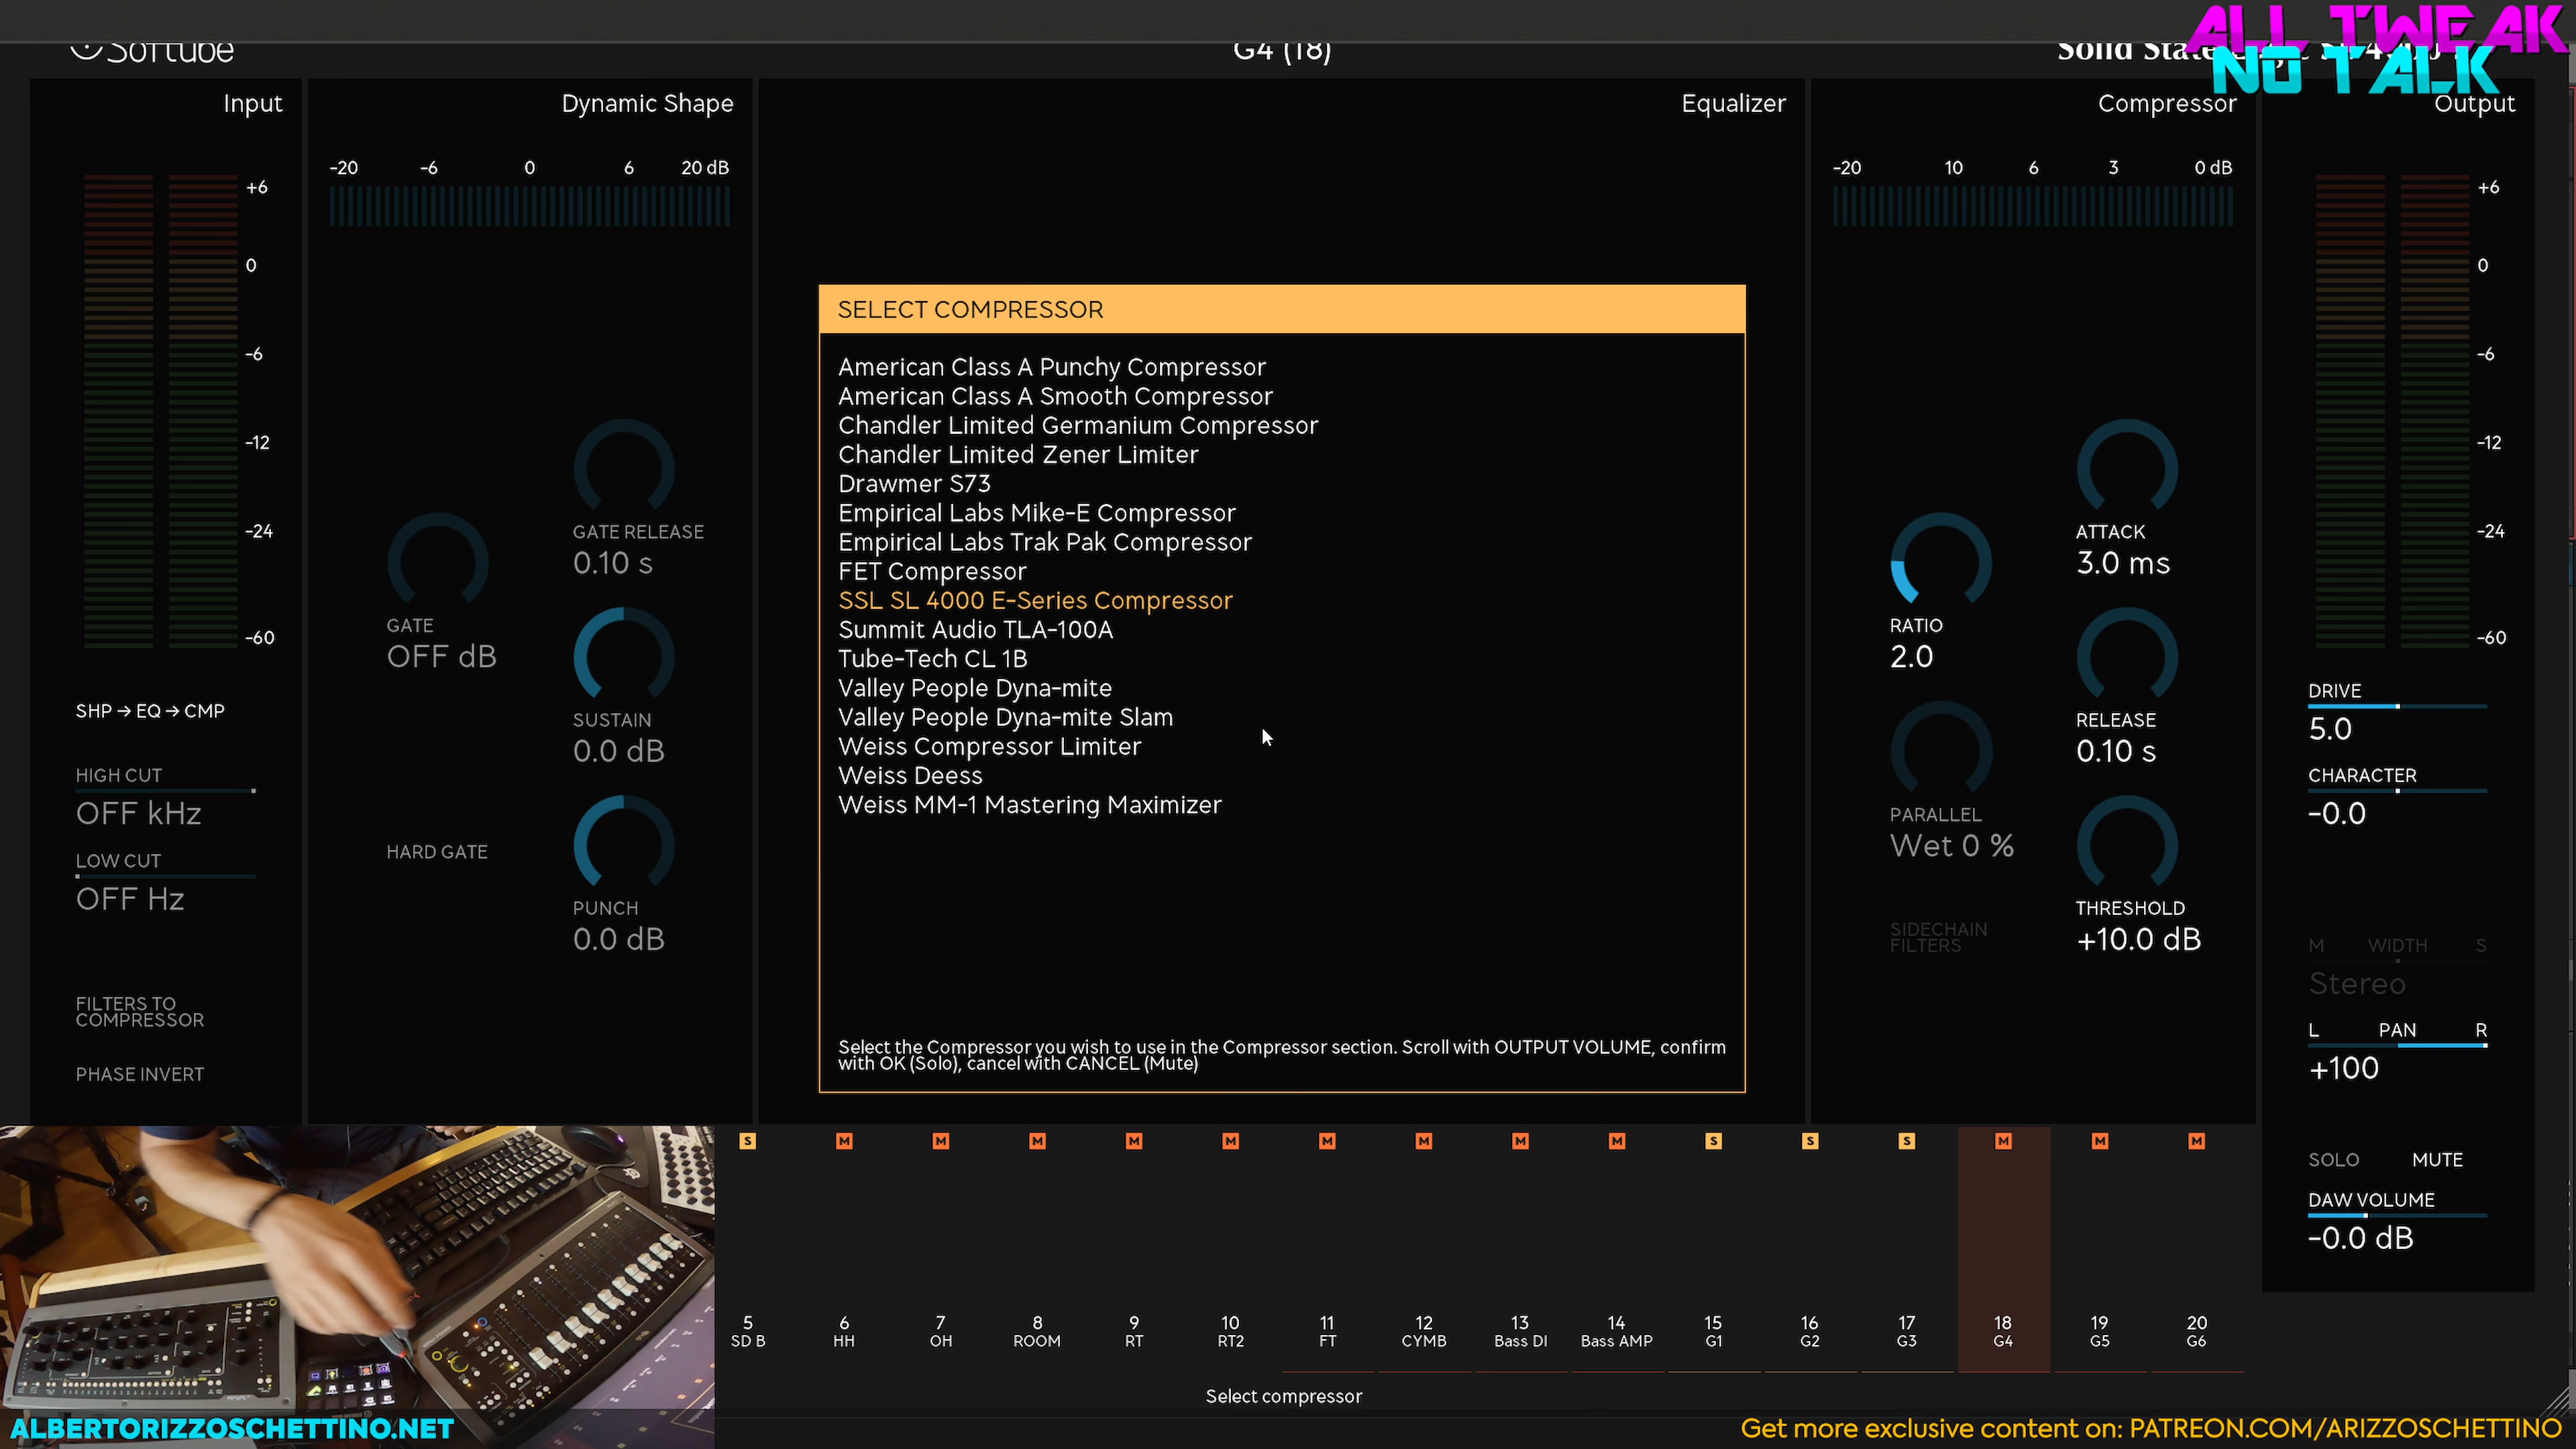 Softube
G4 (18)
Solid State
ALL TWEAK
NO TALK
Input
Dynamic Shape
Equalizer
Compressor
Output
-20 -6 0 6 20 dB
-20 10 6 3 0 dB
+6
0
-6
-12
-24
-60
SHP → EQ → CMP
HIGH CUT
OFF kHz
LOW CUT
OFF Hz
FILTERS TO
COMPRESSOR
PHASE INVERT
GATE
OFF dB
HARD GATE
GATE RELEASE
0.10 s
SUSTAIN
0.0 dB
PUNCH
0.0 dB
SELECT COMPRESSOR
American Class A Punchy Compressor
American Class A Smooth Compressor
Chandler Limited Germanium Compressor
Chandler Limited Zener Limiter
Drawmer S73
Empirical Labs Mike-E Compressor
Empirical Labs Trak Pak Compressor
FET Compressor
SSL SL 4000 E-Series Compressor
Summit Audio TLA-100A
Tube-Tech CL 1B
Valley People Dyna-mite
Valley People Dyna-mite Slam
Weiss Compressor Limiter
Weiss Deess
Weiss MM-1 Mastering Maximizer
Select the Compressor you wish to use in the Compressor section. Scroll with OUTPUT VOLUME, confirm
with OK (Solo), cancel with CANCEL (Mute)
RATIO
2.0
PARALLEL
Wet 0 %
SIDECHAIN
FILTERS
ATTACK
3.0 ms
RELEASE
0.10 s
THRESHOLD
+10.0 dB
+6
0
-6
-12
-24
-60
DRIVE
5.0
CHARACTER
-0.0
M WIDTH S
Stereo
L PAN R
+100
SOLO MUTE
DAW VOLUME
-0.0 dB
S M M M M M M M M M S S S M M M
5 6 7 8 9 10 11 12 13 14 15 16 17 18 19 20
SD B HH OH ROOM RT RT2 FT CYMB Bass DI Bass AMP G1 G2 G3 G4 G5 G6
Select compressor
ALBERTORIZZOSCHETTINO.NET
Get more exclusive content on: PATREON.COM/ARIZZOSCHETTINO